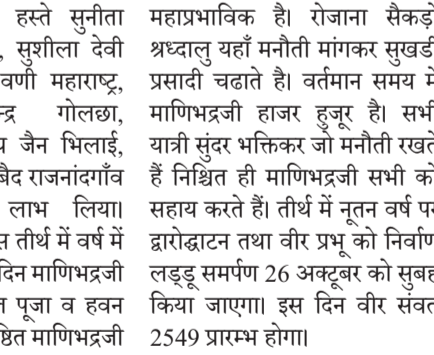 हस्ते सुनीता
सुशीला देवी
महाराष्ट्र,
गोलछा,
जैन भिलाई,
राजनांदगाँव
लाभ लिया।
तीर्थ में वर्ष में
दिन माणिभद्रजी
पूजा व हवन
माणिभद्रजी
महाप्रभाविक है। रोजाना सैकड़ो
श्रध्दालु यहाँ मनौती मांगकर सुखडी
प्रसादी चढाते है। वर्तमान समय में
माणिभद्रजी हाजर हुजूर है। सभी
यात्री सुंदर भक्तिकर जो मनौती रखते
हैं निश्चित ही माणिभद्रजी सभी को
सहाय करते हैं। तीर्थ में नूतन वर्ष पर
द्वारोद्घाटन तथा वीर प्रभू को निर्वाण
लड्डू समर्पण 26 अक्टूबर को सुबह
किया जाएगा। इस दिन वीर संवत
2549 प्रारम्भ होगा।